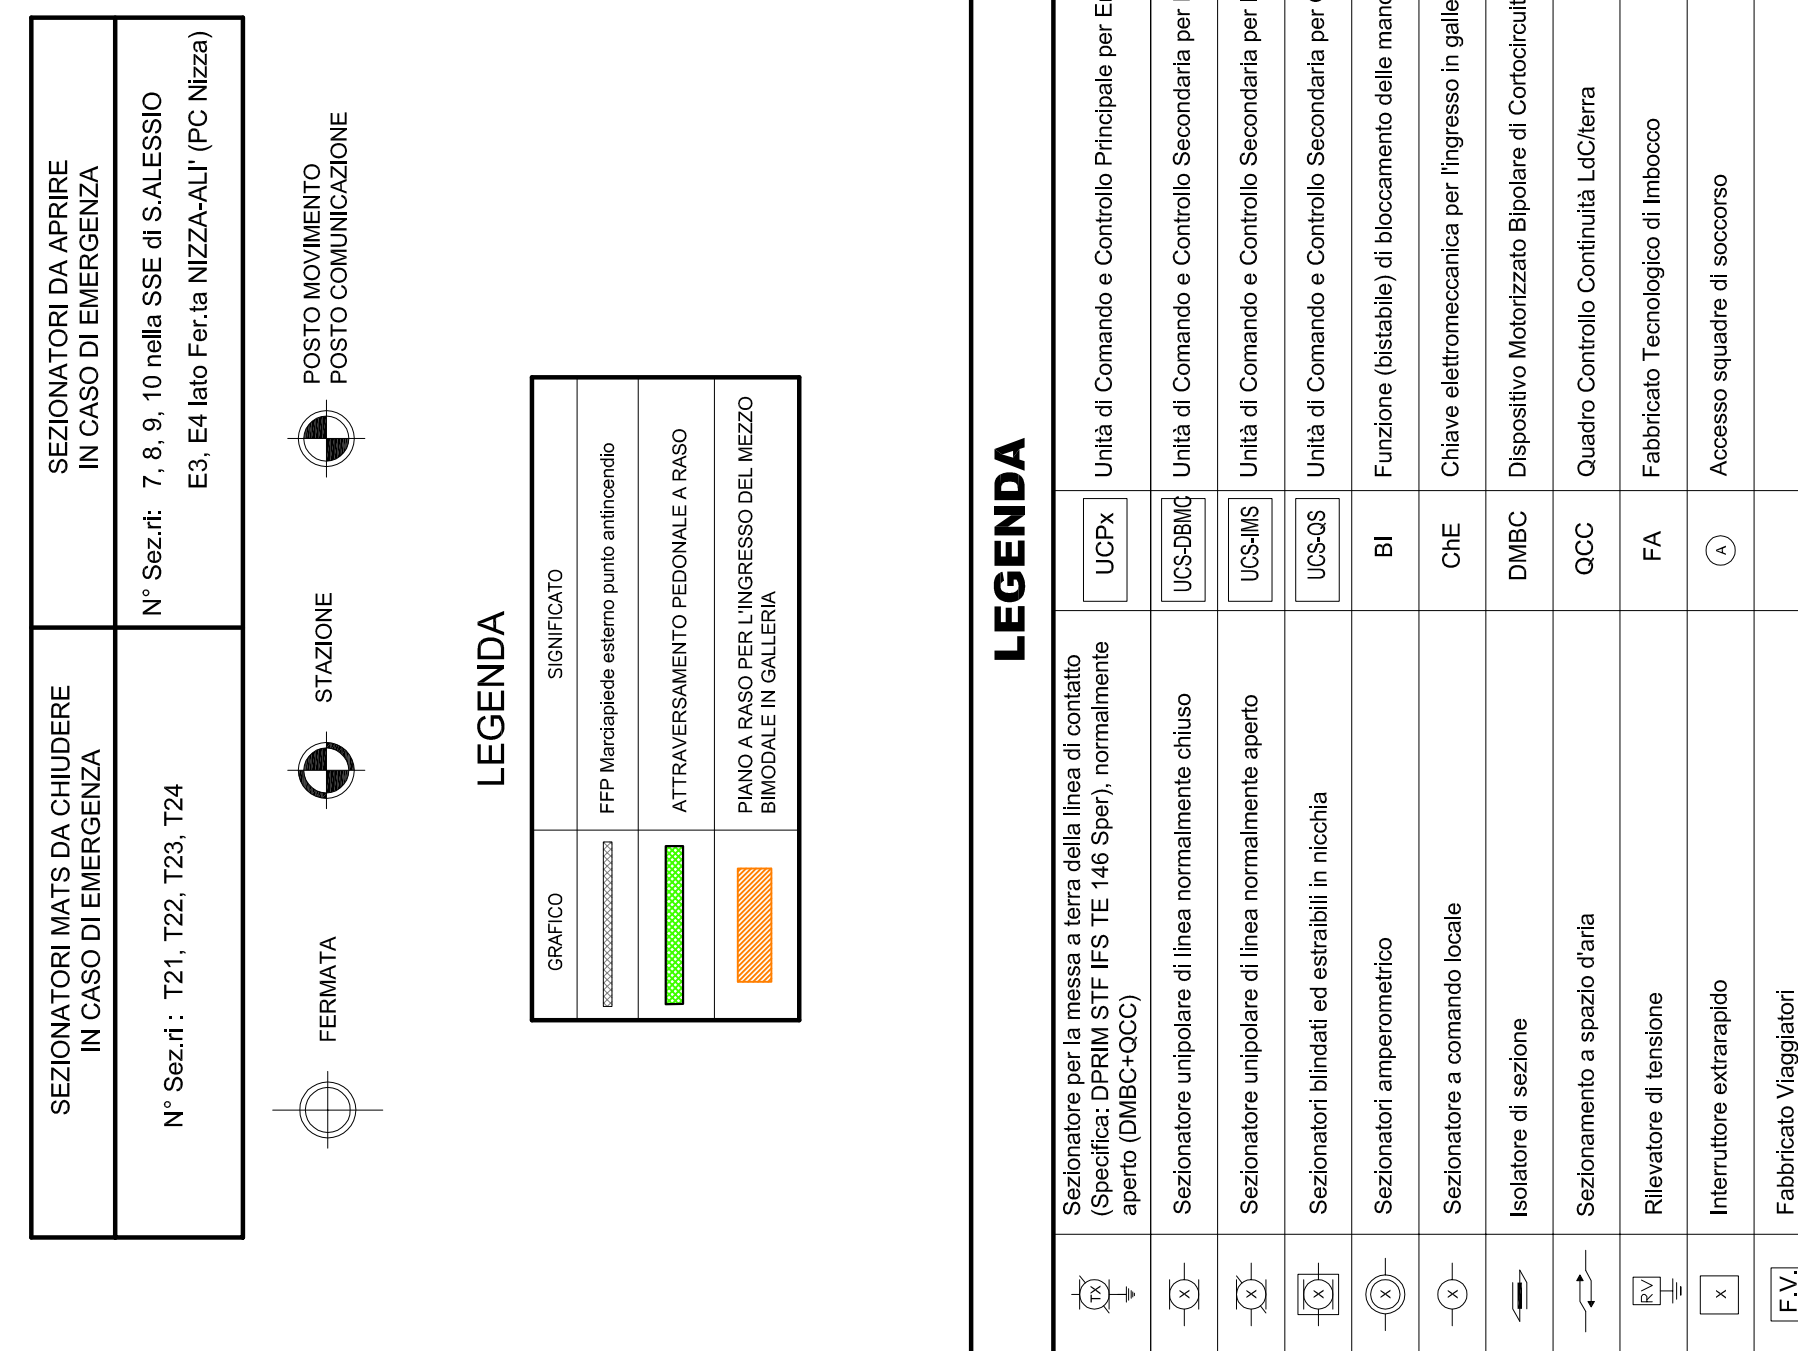 SEZIONATORI MATS DA CHIUDERE
IN CASO DI EMERGENZA
SEZIONATORI DA APRIRE
IN CASO DI EMERGENZA
N° Sez.ri : T21, T22, T23, T24
N° Sez.ri: 7, 8, 9, 10 nella SSE di S.ALESSIO
E3, E4 lato Fer.ta NIZZA-ALI' (PC Nizza)
FERMATA
STAZIONE
POSTO MOVIMENTO
POSTO COMUNICAZIONE
LEGENDA
GRAFICO
SIGNIFICATO
FFP Marciapiede esterno punto antincendio
ATTRAVERSAMENTO PEDONALE A RASO
PIANO A RASO PER L'INGRESSO DEL MEZZO
BIMODALE IN GALLERIA
LEGENDA
TX
Sezionatore per la messa a terra della linea di contatto
(Specifica: DPRIM STF IFS TE 146 Sper), normalmente
aperto (DMBC+QCC)
UCPx
Unità di Comando e Controllo Principale per E
X
Sezionatore unipolare di linea normalmente chiuso
UCS-DBMC
Unità di Comando e Controllo Secondaria per
X
Sezionatore unipolare di linea normalmente aperto
UCS-IMS
Unità di Comando e Controllo Secondaria per
X
Sezionatori blindati ed estraibili in nicchia
UCS-QS
Unità di Comando e Controllo Secondaria per
X
Sezionatori amperometrico
BI
Funzione (bistabile) di bloccamento delle mano
X
Sezionatore a comando locale
ChE
Chiave elettromeccanica per l'ingresso in galle
Isolatore di sezione
DMBC
Dispositivo Motorizzato Bipolare di Cortocircuit
Sezionamento a spazio d'aria
QCC
Quadro Controllo Continuità LdC/terra
RV
Rilevatore di tensione
FA
Fabbricato Tecnologico di Imbocco
X
Interruttore extrarapido
A
Accesso squadre di soccorso
F.V.
Fabbricato Viaggiatori